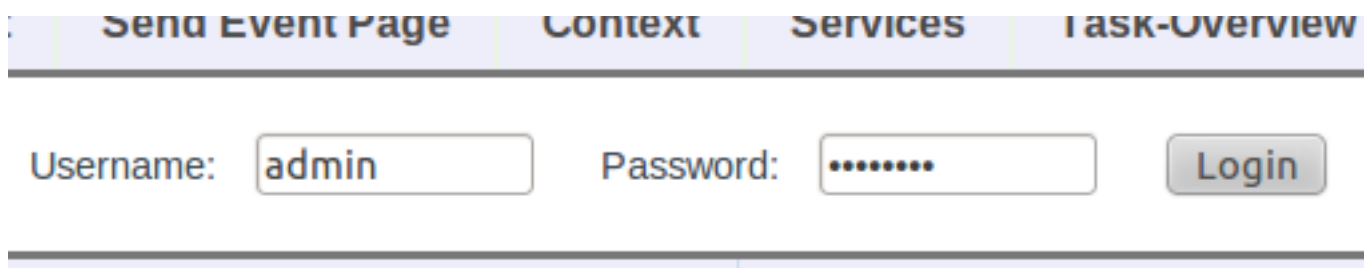 Send Event Page Context Services Task-Overview
Username: admin Password: •••••••• Login